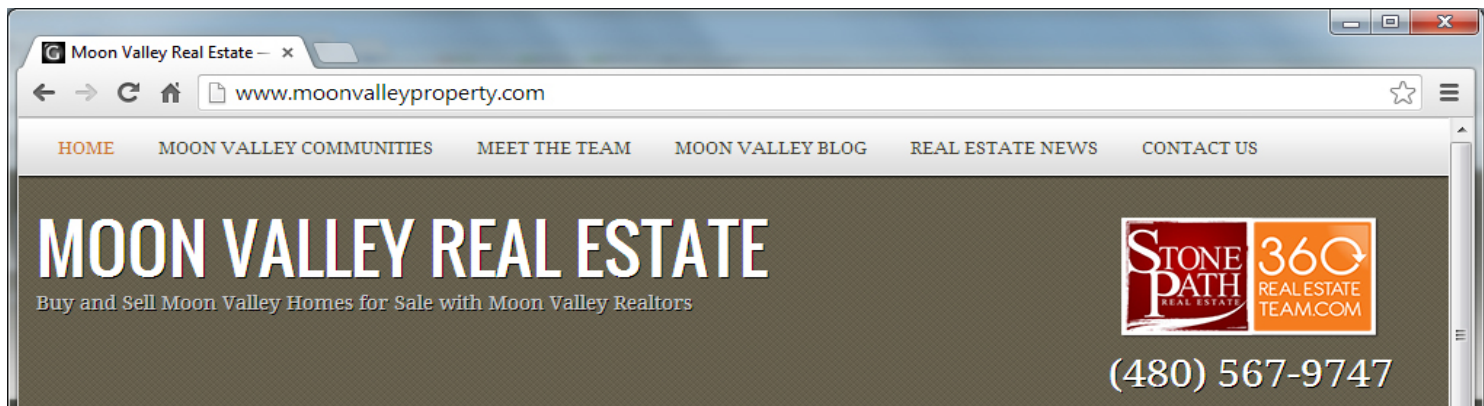 Moon Valley Real Estate —
www.moonvalleyproperty.com
HOME MOON VALLEY COMMUNITIES MEET THE TEAM MOON VALLEY BLOG REAL ESTATE NEWS CONTACT US
MOON VALLEY REAL ESTATE
Buy and Sell Moon Valley Homes for Sale with Moon Valley Realtors
STONE PATH
REAL ESTATE
360
REAL ESTATE
TEAM.COM
(480) 567-9747